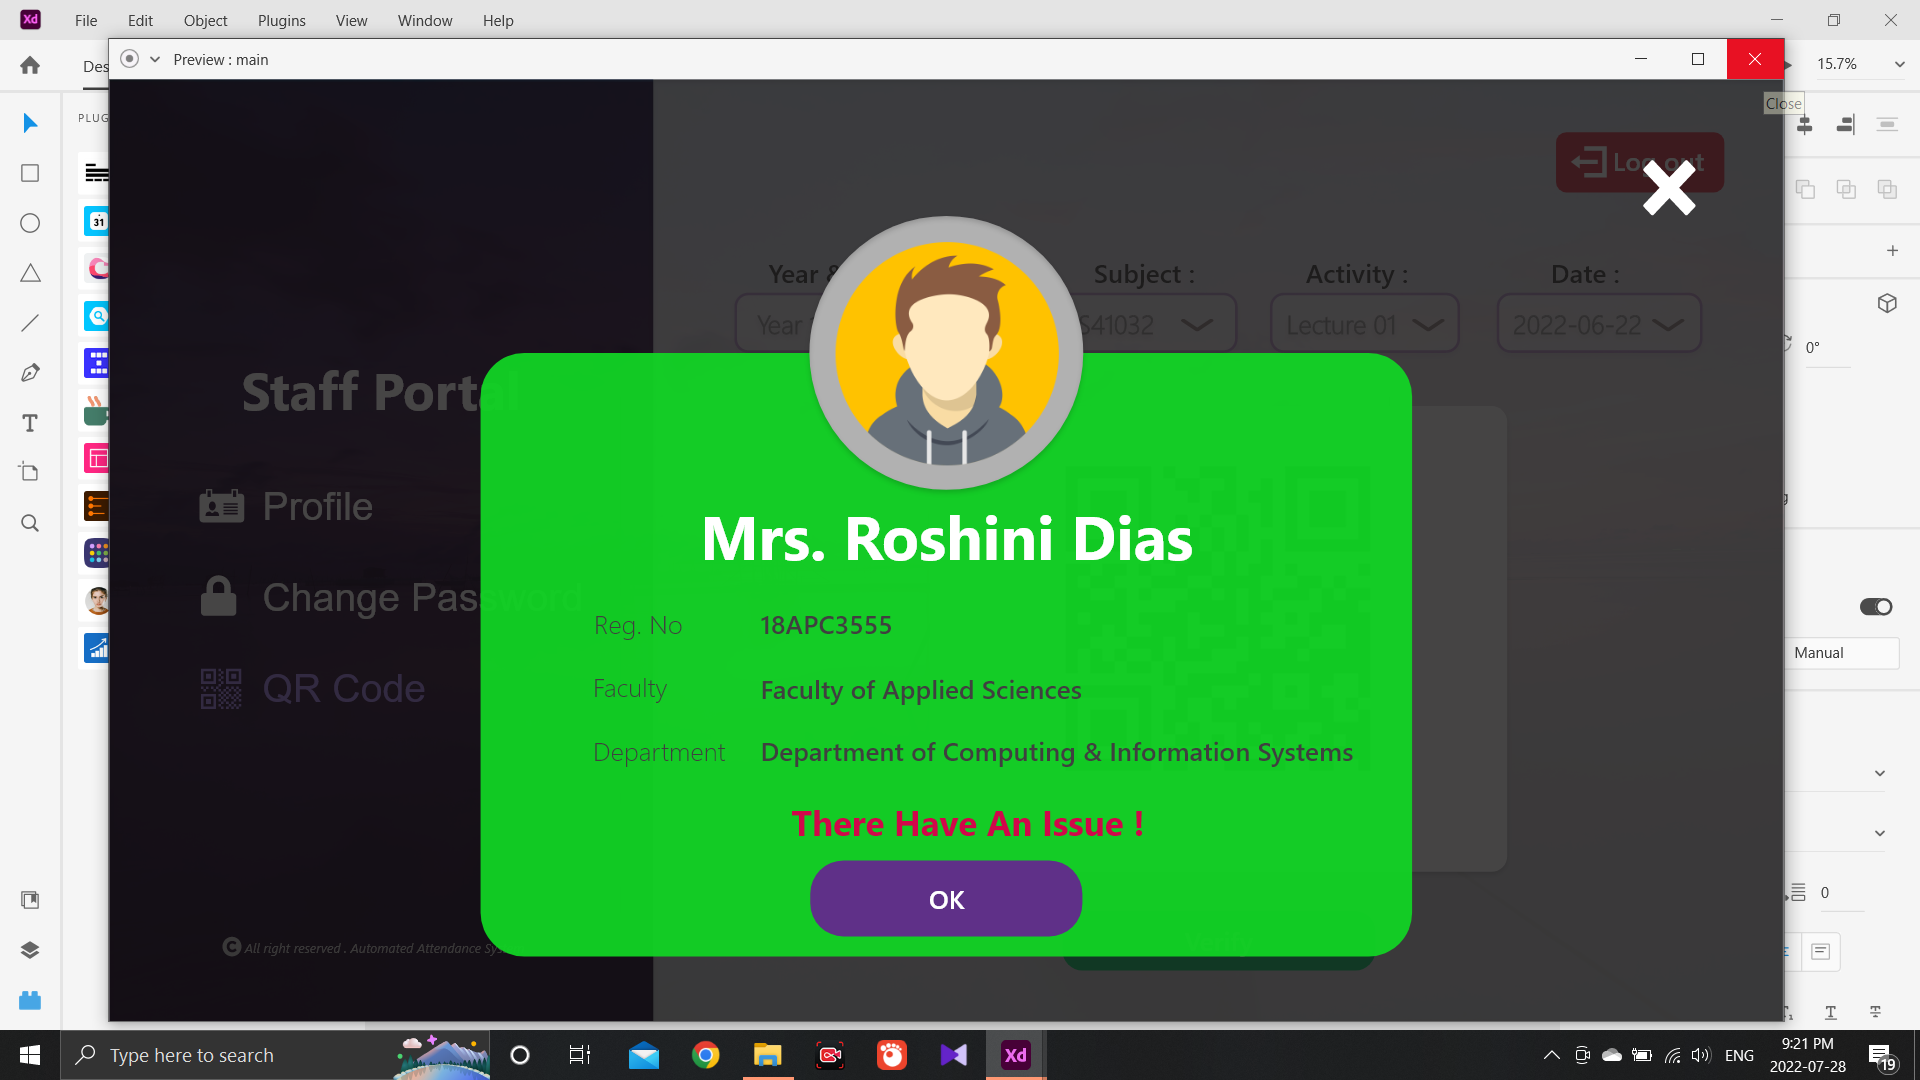 Xd File Edit Object Plugins View Window Help
Des
Preview : main
15.7%
Close
PLUG
31
Log out
Year &
Subject :
Activity :
Date :
Year
S41032
Lecture 01
2022-06-22
0°
Staff Portal
Profile
Change Password
QR Code
Mrs. Roshini Dias
Reg. No 18APC3555
Faculty Faculty of Applied Sciences
Department Department of Computing & Information Systems
There Have An Issue !
OK
Manual
0
© All right reserved . Automated Attendance Sy
Type here to search
Xd
ENG
9:21 PM
2022-07-28
19